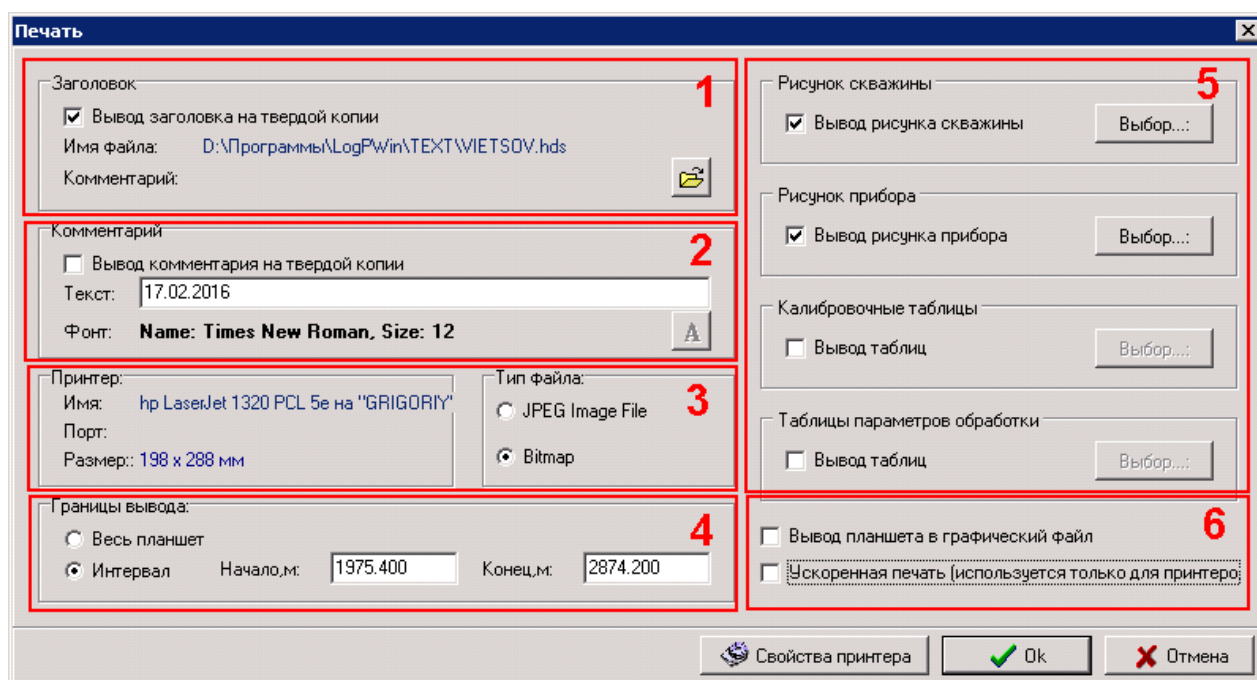 Печать
Заголовок
1
Вывод заголовка на твердой копии
Имя файла: D:\Программы\LogPWin\TEXT\VIETSOV.hds
Комментарий:
Комментарий
2
Вывод комментария на твердой копии
Текст: 17.02.2016
Фонт: Name: Times New Roman, Size: 12
A
Принтер:
Имя: hp LaserJet 1320 PCL 5e на "GRIGORIY"
Порт:
Размер:: 198 x 288 мм
Тип файла:
3
JPEG Image File
Bitmap
Границы вывода:
4
Весь планшет
Интервал Начало,м: 1975.400 Конец,м: 2874.200
Рисунок скважины
5
Вывод рисунка скважины Выбор...:
Рисунок прибора
Вывод рисунка прибора Выбор...:
Калибровочные таблицы
Вывод таблиц Выбор...:
Таблицы параметров обработки
Вывод таблиц Выбор...:
6
Вывод планшета в графический файл
Ускоренная печать (используется только для принтеро
Свойства принтера Ok Отмена